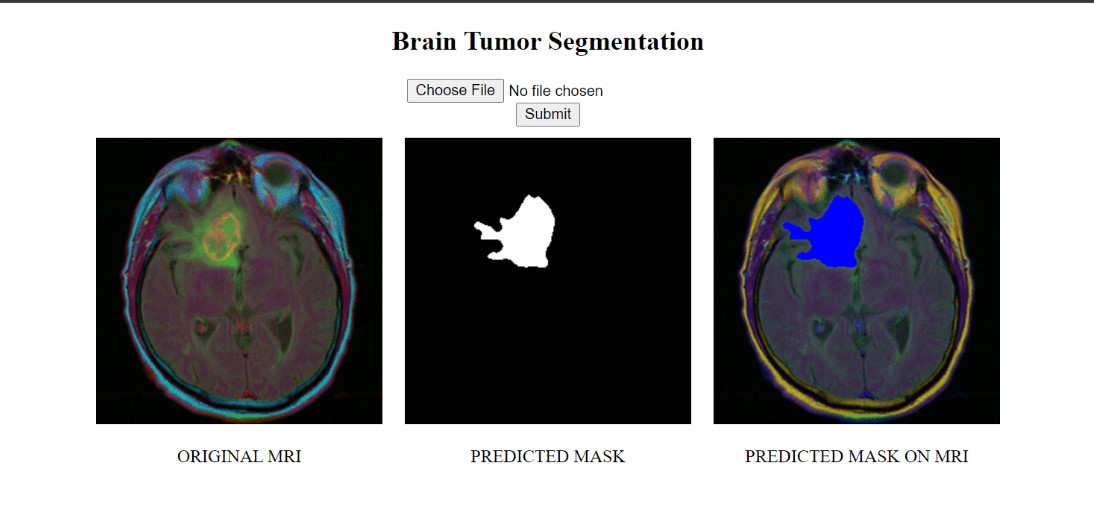 Brain Tumor Segmentation
Choose File No file chosen
Submit
ORIGINAL MRI
PREDICTED MASK
PREDICTED MASK ON MRI